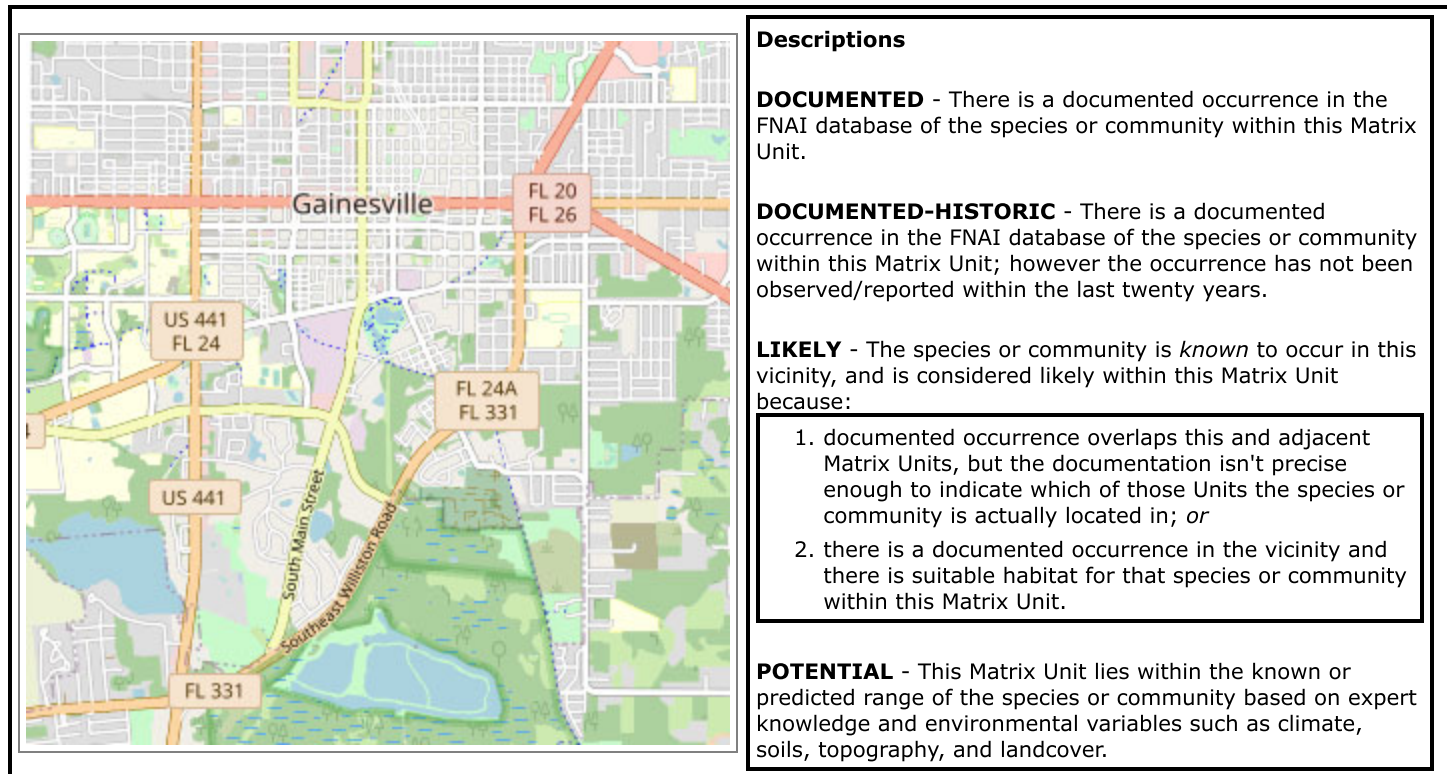 Gainesville
FL 20
FL 26
US 441
FL 24
FL 24A
FL 331
US 441
South Main Street
Southeast Williston Road
FL 331
Descriptions
DOCUMENTED - There is a documented occurrence in the
FNAI database of the species or community within this Matrix
Unit.
DOCUMENTED-HISTORIC - There is a documented
occurrence in the FNAI database of the species or community
within this Matrix Unit; however the occurrence has not been
observed/reported within the last twenty years.
LIKELY - The species or community is known to occur in this
vicinity, and is considered likely within this Matrix Unit
because:
1. documented occurrence overlaps this and adjacent
Matrix Units, but the documentation isn't precise
enough to indicate which of those Units the species or
community is actually located in; or
2. there is a documented occurrence in the vicinity and
there is suitable habitat for that species or community
within this Matrix Unit.
POTENTIAL - This Matrix Unit lies within the known or
predicted range of the species or community based on expert
knowledge and environmental variables such as climate,
soils, topography, and landcover.